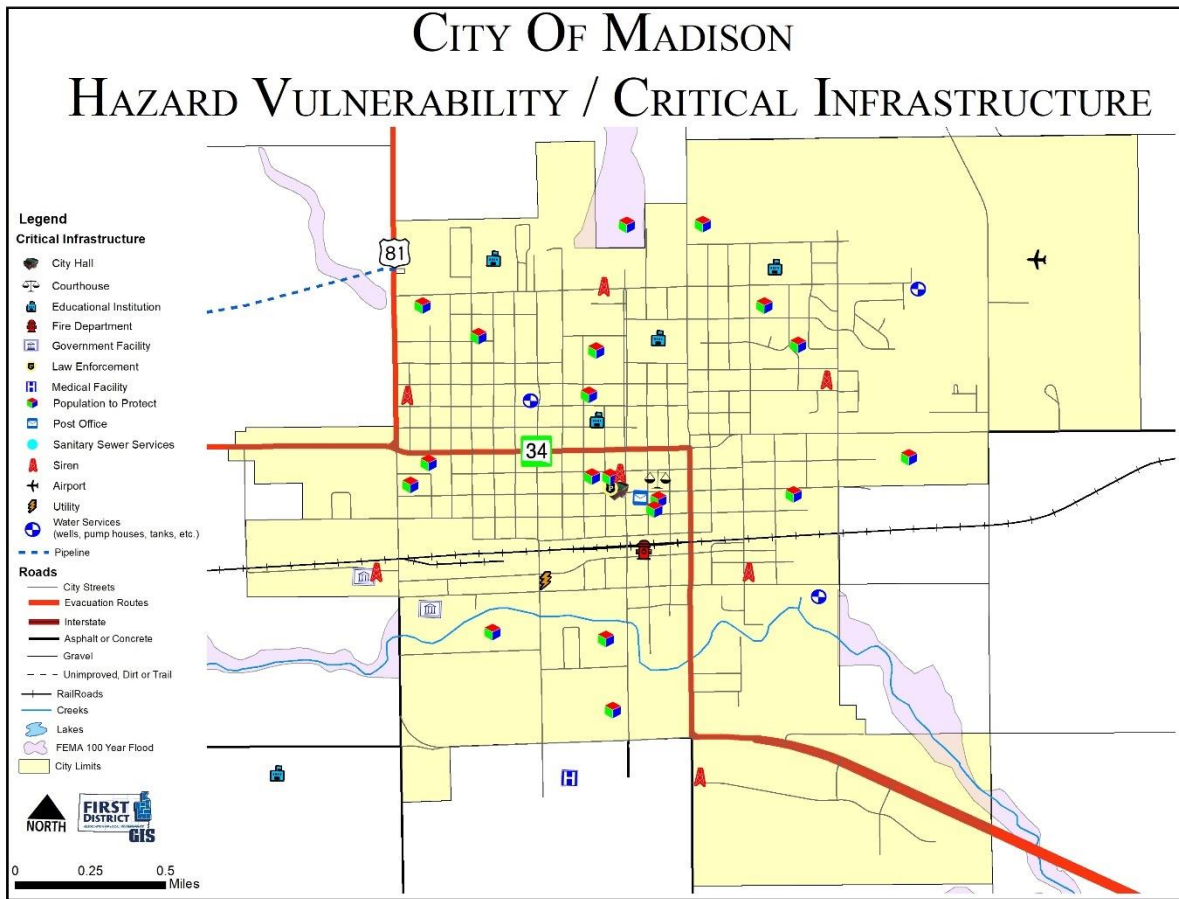 CITY OF MADISON
HAZARD VULNERABILITY / CRITICAL INFRASTRUCTURE
81
34
H
Legend
Critical Infrastructure
City Hall
Courthouse
Educational Institution
Fire Department
Government Facility
Law Enforcement
H Medical Facility
Population to Protect
Post Office
Sanitary Sewer Services
Siren
Airport
Utility
Water Services
(wells, pump houses, tanks, etc.)
Pipeline
Roads
City Streets
Evacuation Routes
Interstate
Asphalt or Concrete
Gravel
Unimproved, Dirt or Trail
RailRoads
Creeks
Lakes
FEMA 100 Year Flood
City Limits
NORTH
FIRST
DISTRICT
GIS
0 0.25 0.5
Miles